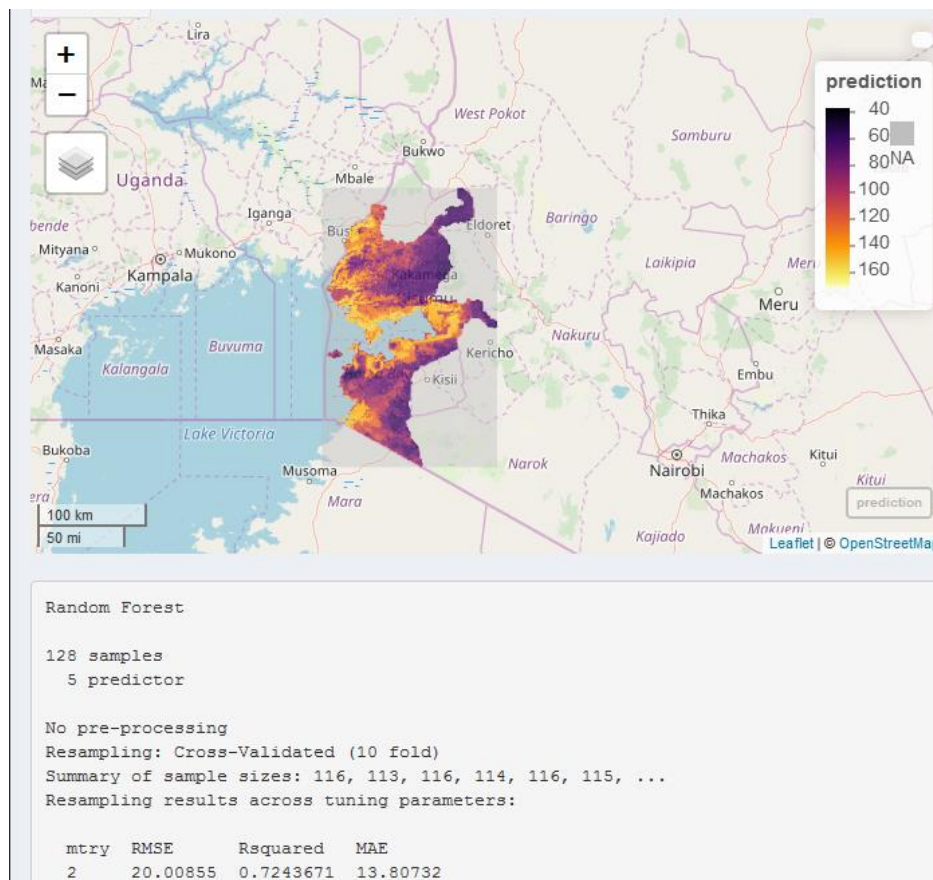 Lira
+
−
West Pokot
Samburu
Bukwo
Mbale
Uganda
Iganga
Eldoret
Baringo
Mityana
Mukono
Kampala
Kanoni
Kakamega
Laikipia
Meru
Masaka
Buvuma
Kalangala
Nakuru
Kericho
Kisii
Embu
Thika
Lake Victoria
Bukoba
Musoma
Narok
Nairobi
Machakos
Kitui
Kitui
Mara
Machakos
Kajiado
Makueni
prediction
40
60
80
NA
100
120
140
160
prediction
100 km
50 mi
Leaflet | © OpenStreetMa
Random Forest
128 samples
5 predictor
No pre-processing
Resampling: Cross-Validated (10 fold)
Summary of sample sizes: 116, 113, 116, 114, 116, 115, ...
Resampling results across tuning parameters:
mtry RMSE Rsquared MAE
2 20.00855 0.7243671 13.80732